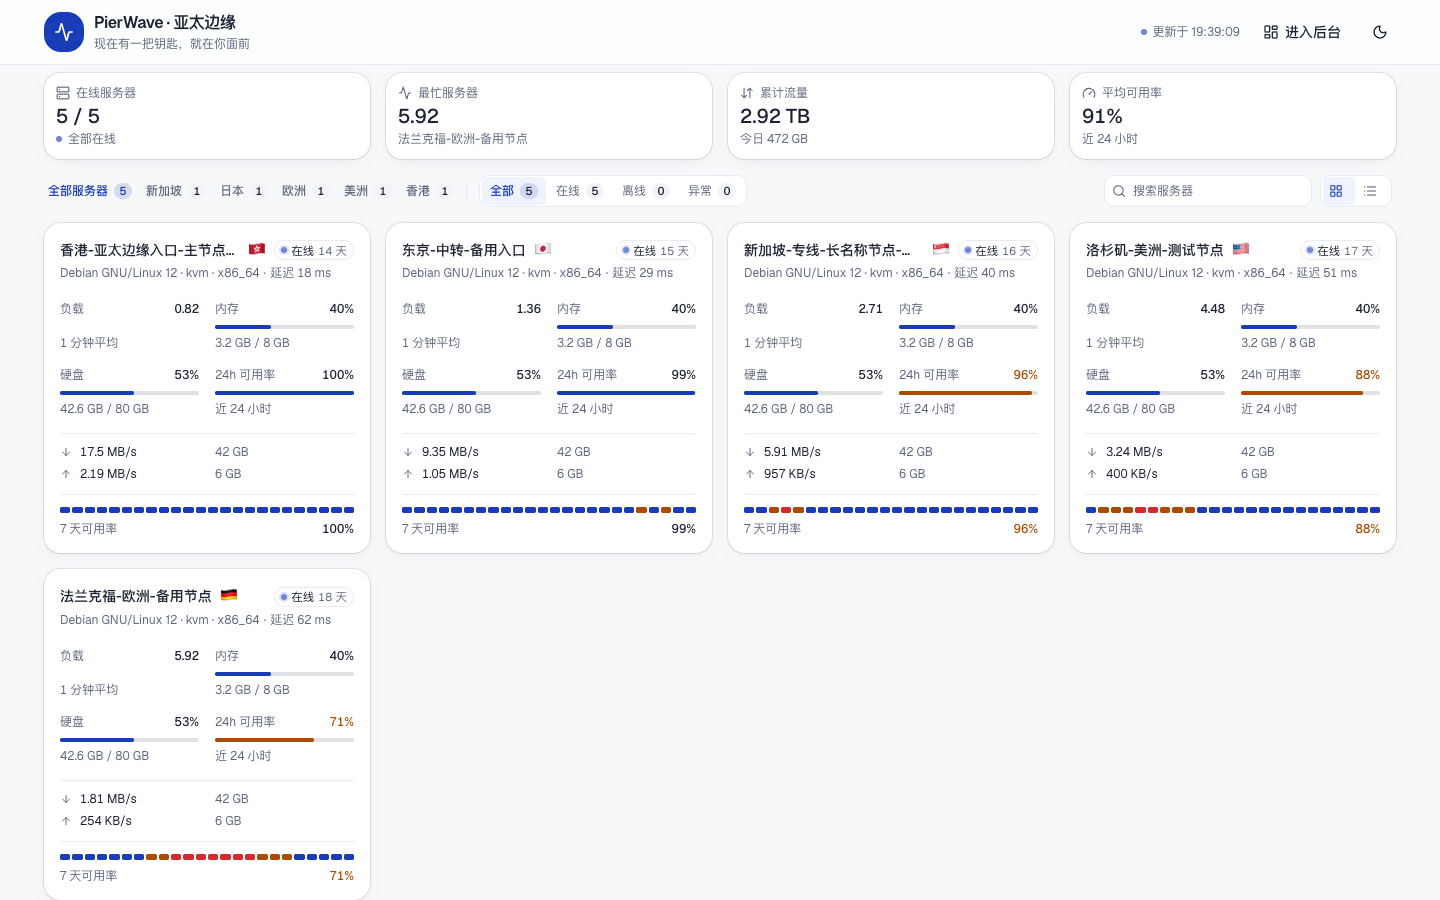 PierWave · 亚太边缘
现在有一把钥匙，就在你面前
更新于 19:39:09
进入后台
在线服务器
5 / 5
全部在线
最忙服务器
5.92
法兰克福-欧洲-备用节点
累计流量
2.92 TB
今日 472 GB
平均可用率
91%
近 24 小时
全部服务器 5 新加坡 1 日本 1 欧洲 1 美洲 1 香港 1
全部 5 在线 5 离线 0 异常 0
搜索服务器
香港-亚太边缘入口-主节点... 在线 14 天
Debian GNU/Linux 12 · kvm · x86_64 · 延迟 18 ms
负载 0.82 内存 40%
1 分钟平均 3.2 GB / 8 GB
硬盘 53% 24h 可用率 100%
42.6 GB / 80 GB 近 24 小时
17.5 MB/s 42 GB
2.19 MB/s 6 GB
7 天可用率 100%
东京-中转-备用入口 在线 15 天
Debian GNU/Linux 12 · kvm · x86_64 · 延迟 29 ms
负载 1.36 内存 40%
1 分钟平均 3.2 GB / 8 GB
硬盘 53% 24h 可用率 99%
42.6 GB / 80 GB 近 24 小时
9.35 MB/s 42 GB
1.05 MB/s 6 GB
7 天可用率 99%
新加坡-专线-长名称节点-... 在线 16 天
Debian GNU/Linux 12 · kvm · x86_64 · 延迟 40 ms
负载 2.71 内存 40%
1 分钟平均 3.2 GB / 8 GB
硬盘 53% 24h 可用率 96%
42.6 GB / 80 GB 近 24 小时
5.91 MB/s 42 GB
957 KB/s 6 GB
7 天可用率 96%
洛杉矶-美洲-测试节点 在线 17 天
Debian GNU/Linux 12 · kvm · x86_64 · 延迟 51 ms
负载 4.48 内存 40%
1 分钟平均 3.2 GB / 8 GB
硬盘 53% 24h 可用率 88%
42.6 GB / 80 GB 近 24 小时
3.24 MB/s 42 GB
400 KB/s 6 GB
7 天可用率 88%
法兰克福-欧洲-备用节点 在线 18 天
Debian GNU/Linux 12 · kvm · x86_64 · 延迟 62 ms
负载 5.92 内存 40%
1 分钟平均 3.2 GB / 8 GB
硬盘 53% 24h 可用率 71%
42.6 GB / 80 GB 近 24 小时
1.81 MB/s 42 GB
254 KB/s 6 GB
7 天可用率 71%